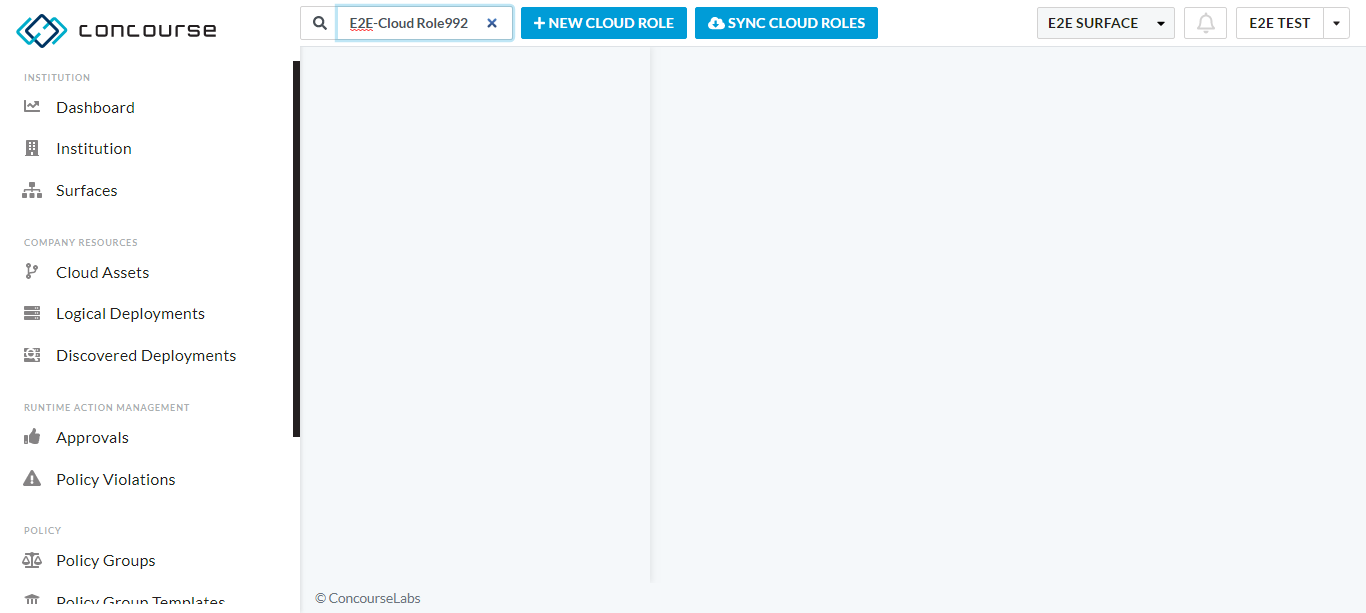 concourse
E2E-Cloud Role992
NEW CLOUD ROLE
SYNC CLOUD ROLES
E2E SURFACE
E2E TEST
INSTITUTION
Dashboard
Institution
Surfaces
COMPANY RESOURCES
Cloud Assets
Logical Deployments
Discovered Deployments
RUNTIME ACTION MANAGEMENT
Approvals
Policy Violations
POLICY
Policy Groups
Policy Group Templates
© ConcourseLabs